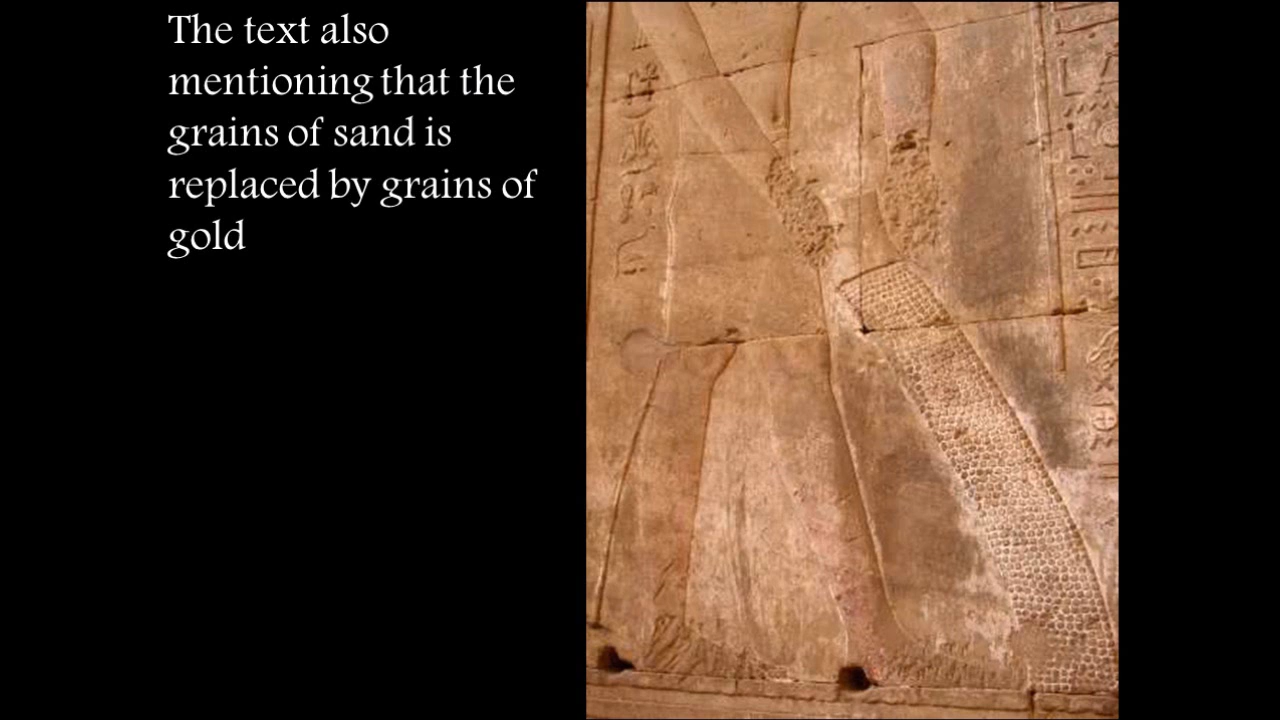 The text also
mentioning that the
grains of sand is
replaced by grains of
gold